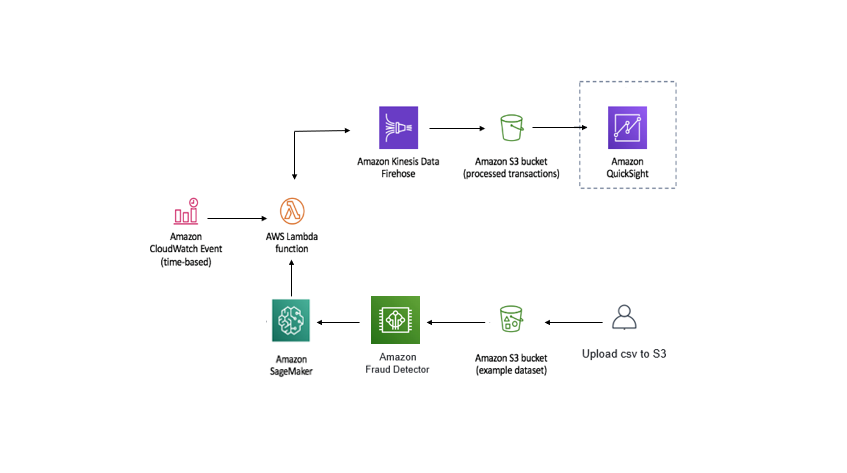 Amazon Kinesis Data
Firehose
Amazon S3 bucket
(processed transactions)
Amazon
QuickSight
Amazon
CloudWatch Event
(time-based)
AWS Lambda
function
Amazon
SageMaker
Amazon
Fraud Detector
Amazon S3 bucket
(example dataset)
Upload csv to S3